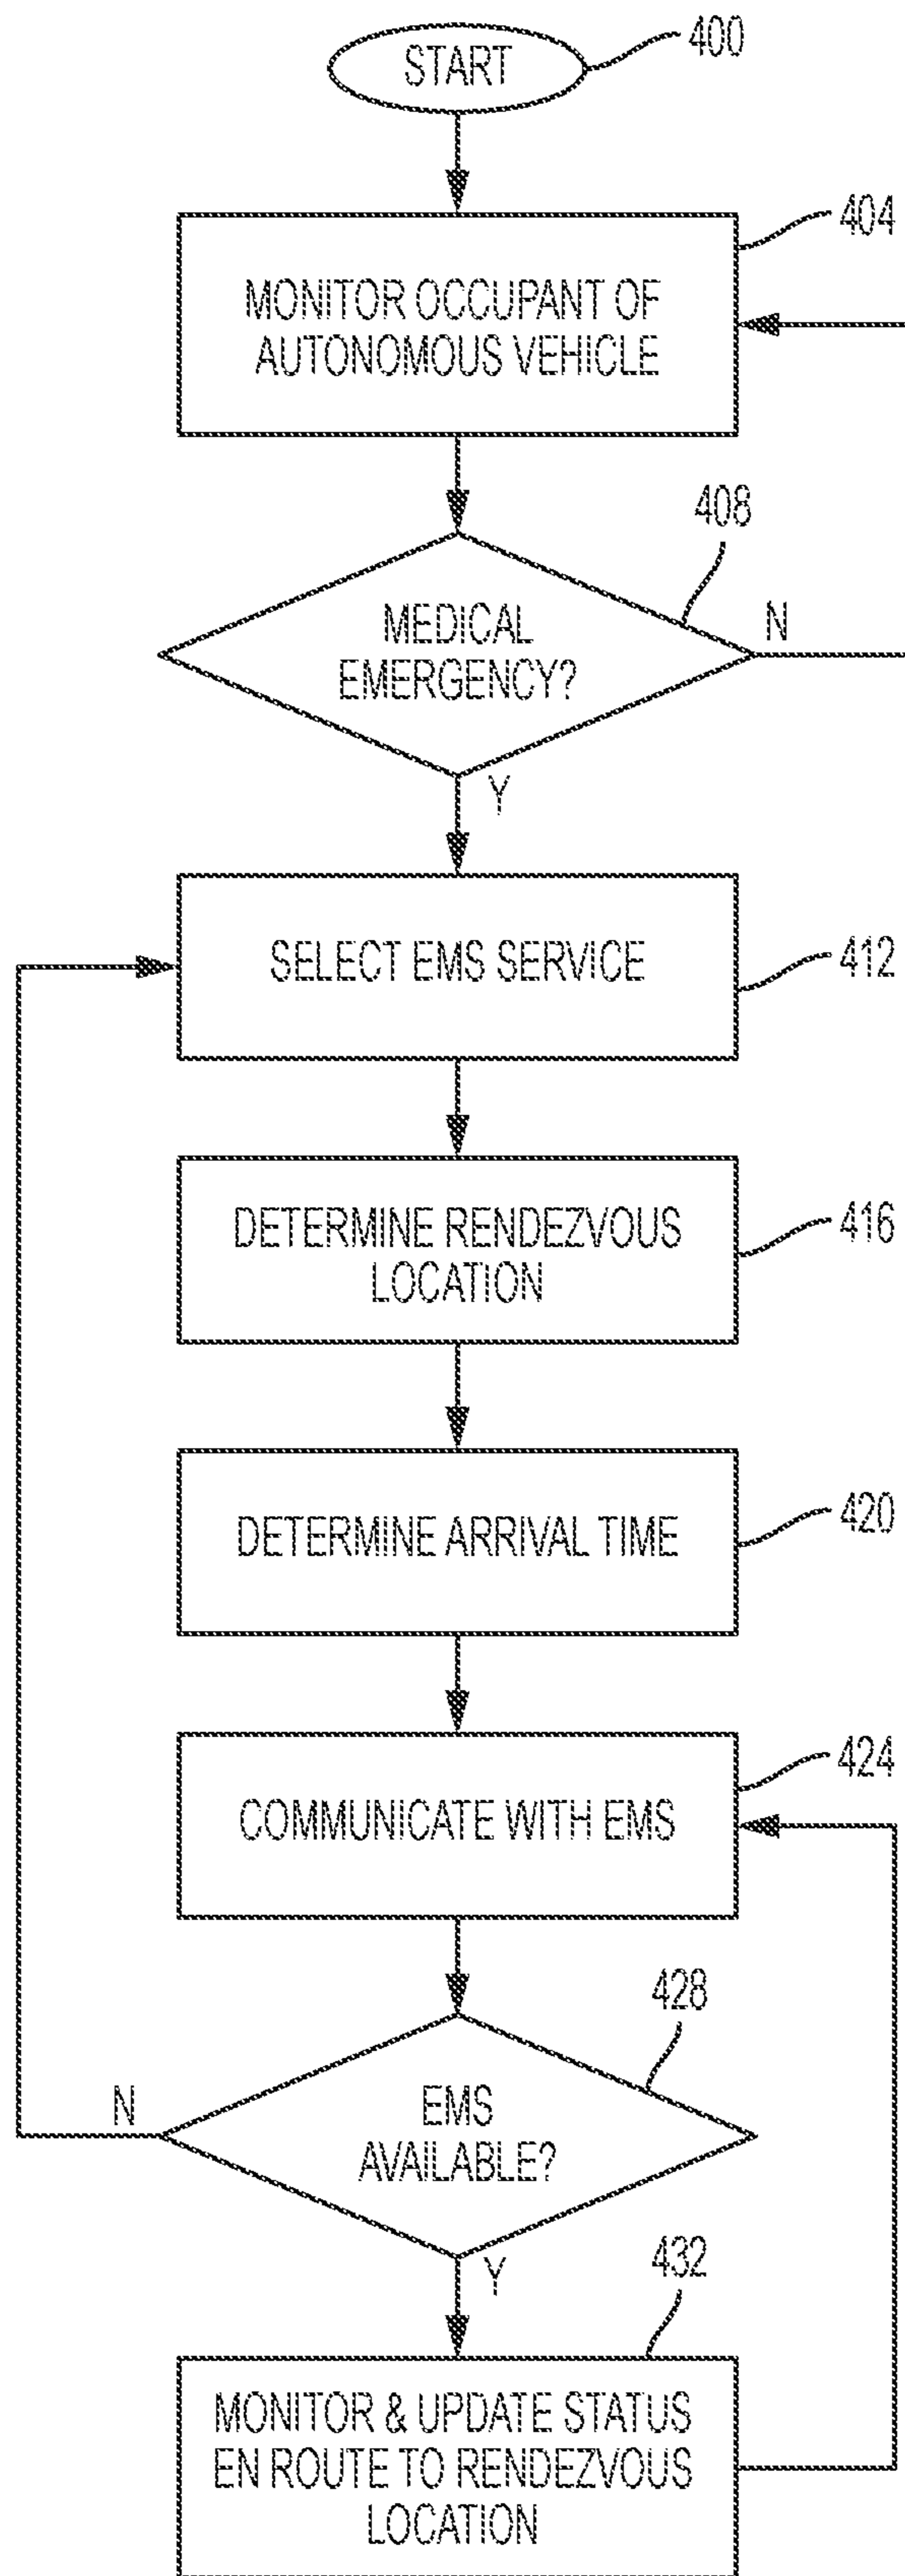 START
400
404
MONITOR OCCUPANT OF
AUTONOMOUS VEHICLE
408
MEDICAL
EMERGENCY?
N
Y
SELECT EMS SERVICE
412
DETERMINE RENDEZVOUS
LOCATION
416
DETERMINE ARRIVAL TIME
420
424
COMMUNICATE WITH EMS
428
N
EMS
AVAILABLE?
Y
432
MONITOR & UPDATE STATUS
EN ROUTE TO RENDEZVOUS
LOCATION